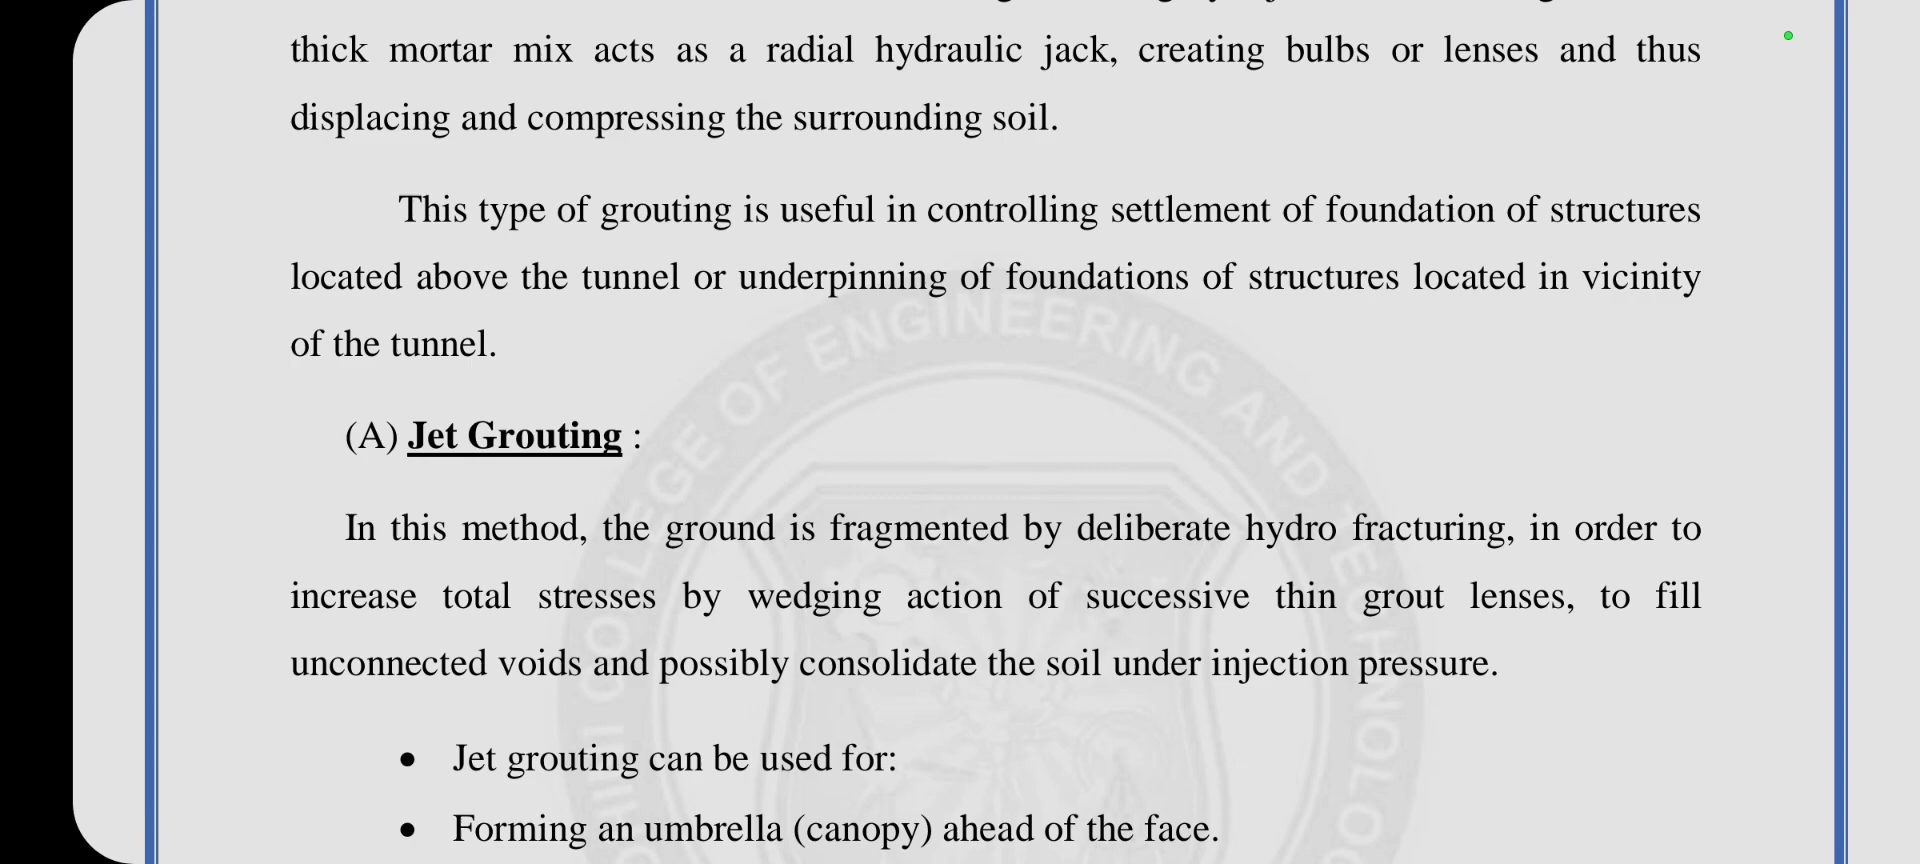 thick mortar mix acts as a radial hydraulic jack, creating bulbs or lenses and thus
displacing and compressing the surrounding soil.
This type of grouting is useful in controlling settlement of foundation of structures
located above the tunnel or underpinning of foundations of structures located in vicinity
of the tunnel.
(A) Jet Grouting :
In this method, the ground is fragmented by deliberate hydro fracturing, in order to
increase total stresses by wedging action of successive thin grout lenses, to fill
unconnected voids and possibly consolidate the soil under injection pressure.
• Jet grouting can be used for:
• Forming an umbrella (canopy) ahead of the face.
COLLEGE OF ENGINEERING AND